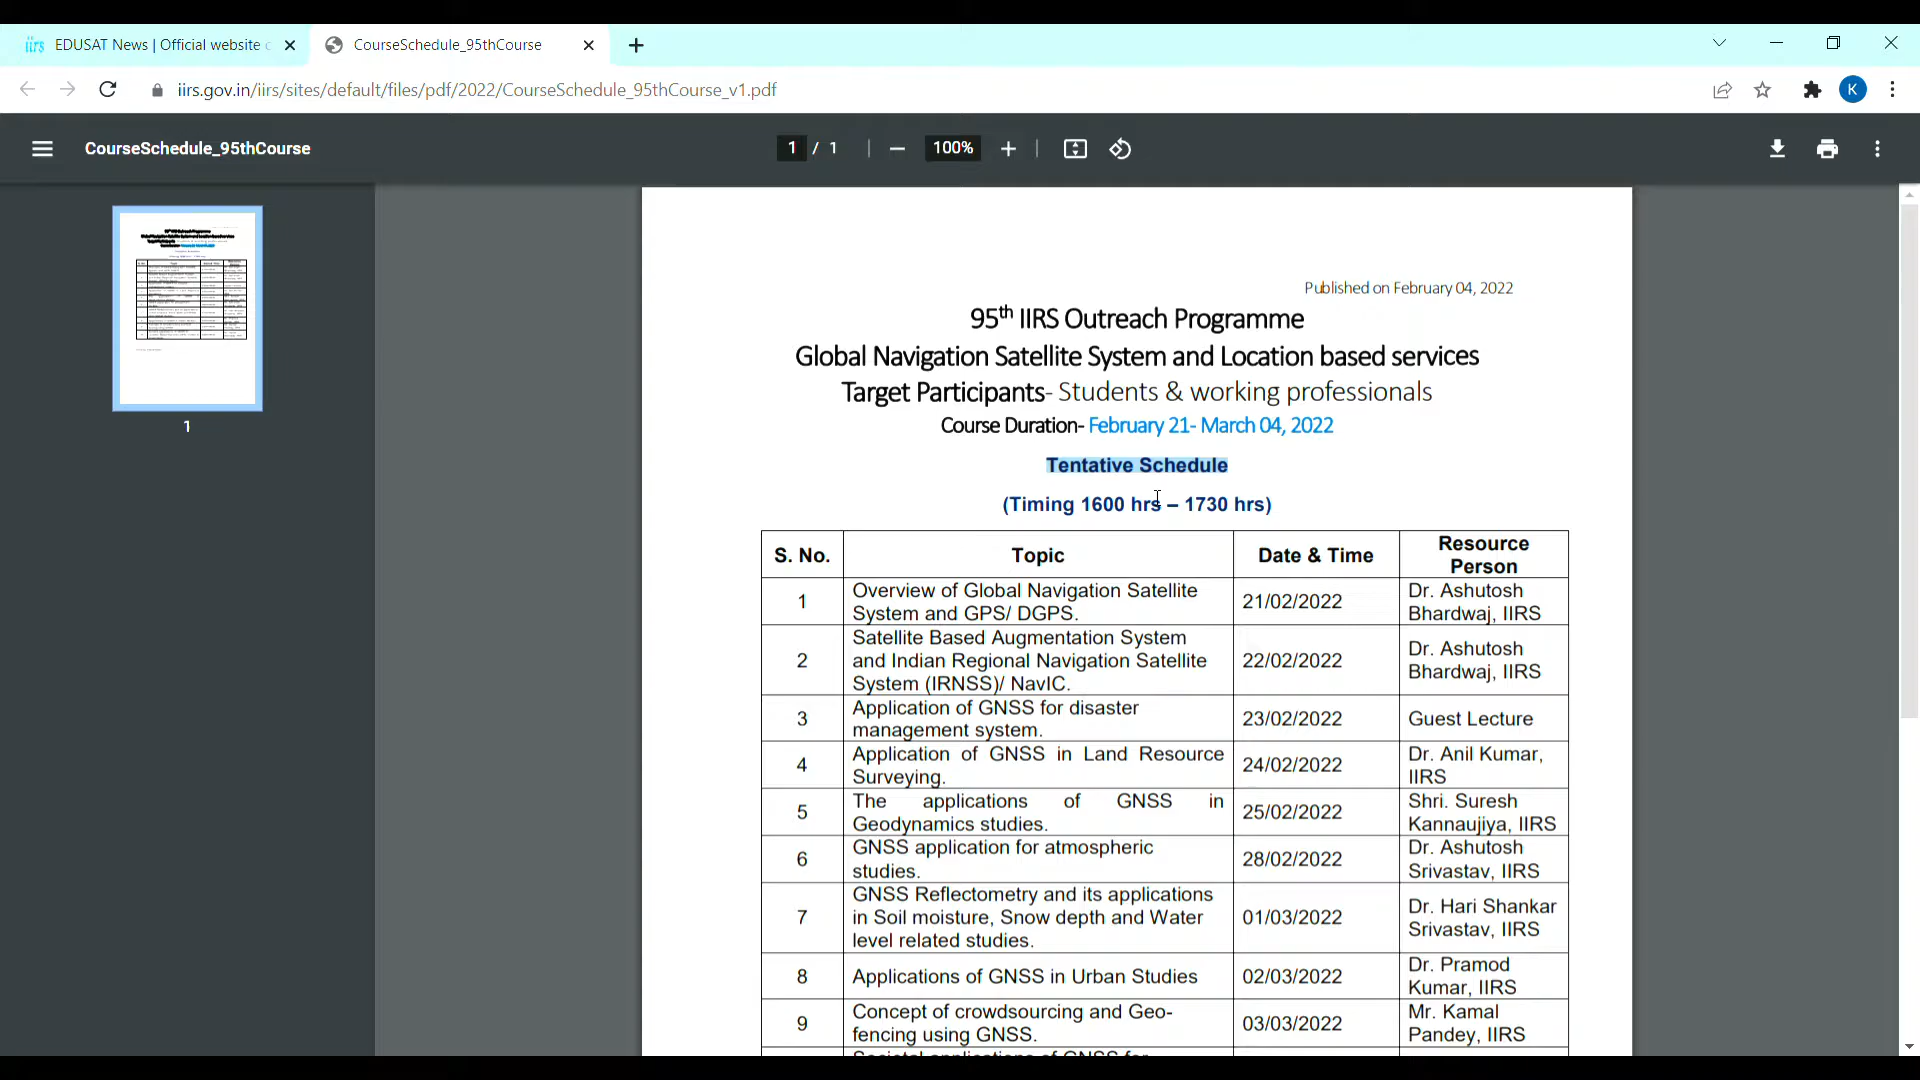 EDUSAT News | Official website
CourseSchedule_95thCourse
iirs.gov.in/iirs/sites/default/files/pdf/2022/CourseSchedule_95thCourse_v1.pdf
K
CourseSchedule_95thCourse
1 / 1
100%
1
Published on February 04, 2022
95th IIRS Outreach Programme
Global Navigation Satellite System and Location based services
Target Participants- Students & working professionals
Course Duration- February 21- March 04, 2022
Tentative Schedule
(Timing 1600 hrs – 1730 hrs)
S. No. Topic Date & Time Resource
Person
1 Overview of Global Navigation Satellite
System and GPS/ DGPS. 21/02/2022 Dr. Ashutosh
Bhardwaj, IIRS
2 Satellite Based Augmentation System
and Indian Regional Navigation Satellite
System (IRNSS)/ NavIC. 22/02/2022 Dr. Ashutosh
Bhardwaj, IIRS
3 Application of GNSS for disaster
management system. 23/02/2022 Guest Lecture
4 Application of GNSS in Land Resource
Surveying. 24/02/2022 Dr. Anil Kumar,
IIRS
5 The applications of GNSS in
Geodynamics studies. 25/02/2022 Shri. Suresh
Kannaujiya, IIRS
6 GNSS application for atmospheric
studies. 28/02/2022 Dr. Ashutosh
Srivastav, IIRS
7 GNSS Reflectometry and its applications
in Soil moisture, Snow depth and Water
level related studies. 01/03/2022 Dr. Hari Shankar
Srivastav, IIRS
8 Applications of GNSS in Urban Studies 02/03/2022 Dr. Pramod
Kumar, IIRS
9 Concept of crowdsourcing and Geo-
fencing using GNSS. 03/03/2022 Mr. Kamal
Pandey, IIRS